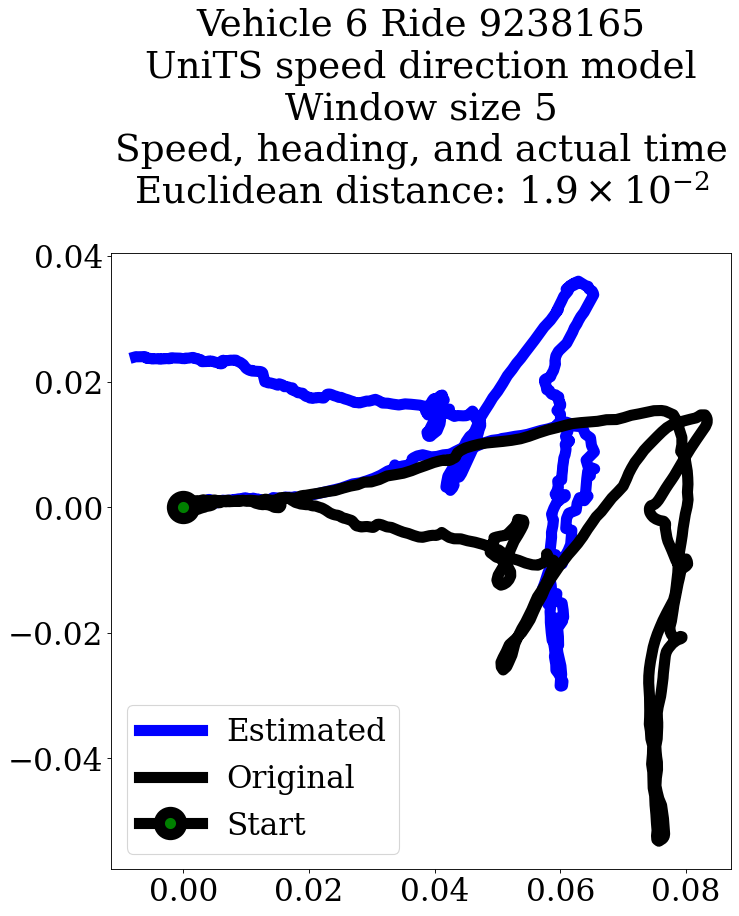 Vehicle 6 Ride 9238165
UniTS speed direction model
Window size 5
Speed, heading, and actual time
Euclidean distance: 1.9 × 10⁻²
0.04
0.02
0.00
−0.02
−0.04
Estimated
Original
Start
0.00 0.02 0.04 0.06 0.08